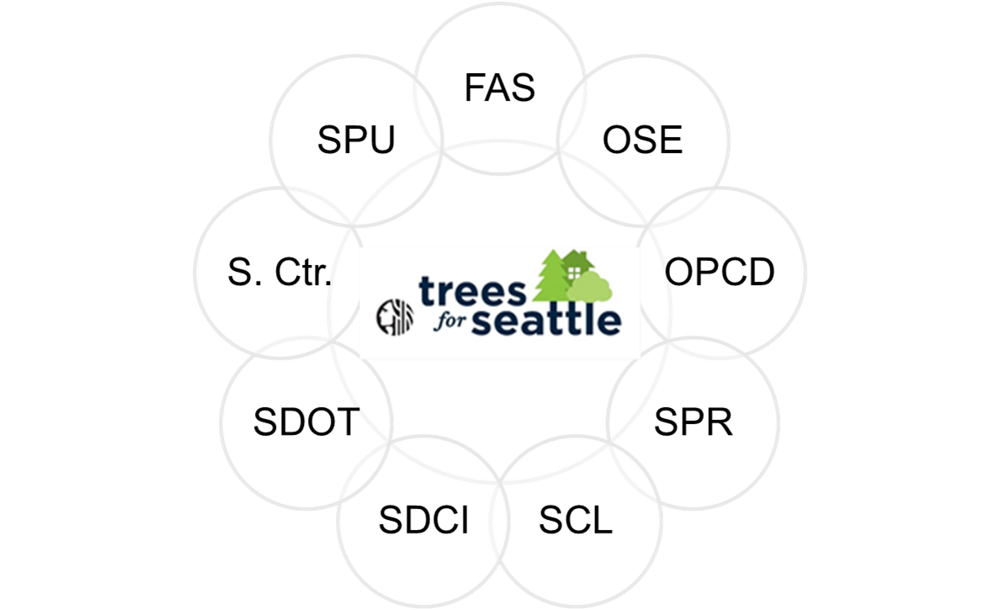 FAS
SPU
OSE
S. Ctr.
OPCD
trees
for seattle
SDOT
SPR
SDCI
SCL